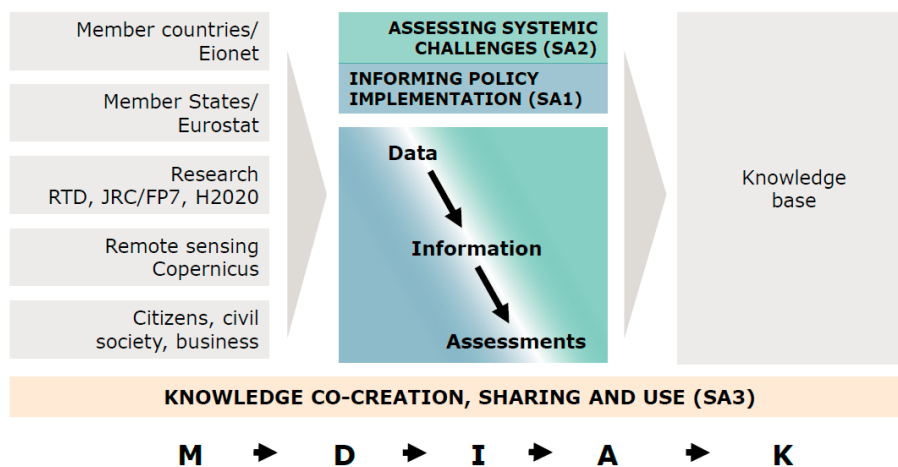 Member countries/
Eionet
Member States/
Eurostat
Research
RTD, JRC/FP7, H2020
Remote sensing
Copernicus
Citizens, civil
society, business
ASSESSING SYSTEMIC
CHALLENGES (SA2)
INFORMING POLICY
IMPLEMENTATION (SA1)
Data
Information
Assessments
Knowledge
base
KNOWLEDGE CO-CREATION, SHARING AND USE (SA3)
M D I A K